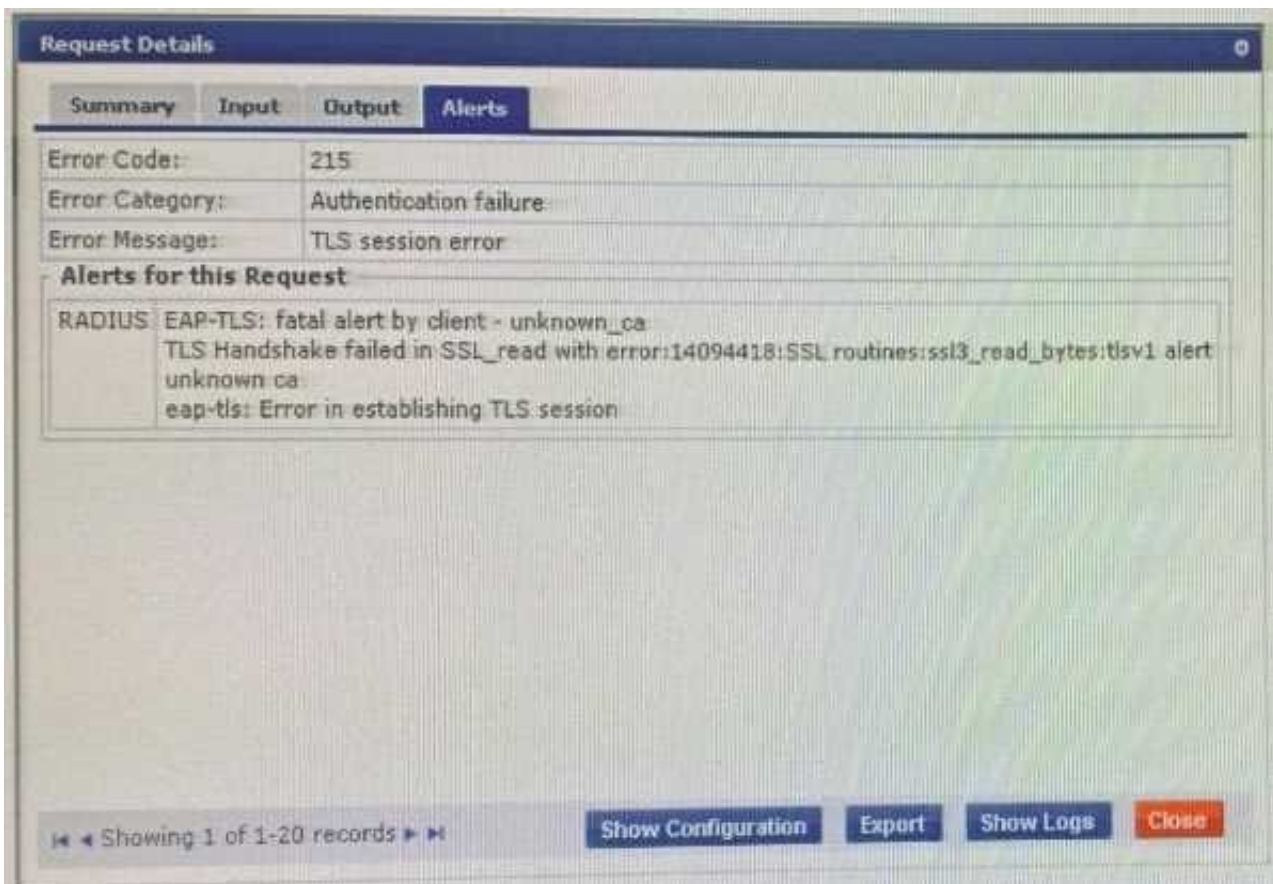 Request Details
Summary Input Output Alerts
Error Code: 215
Error Category: Authentication failure
Error Message: TLS session error
Alerts for this Request
RADIUS EAP-TLS: fatal alert by client - unknown_ca
TLS Handshake failed in SSL_read with error:14094418:SSL routines:ssl3_read_bytes:tlsv1 alert
unknown ca
eap-tls: Error in establishing TLS session
Showing 1 of 1-20 records Show Configuration Export Show Logs Close